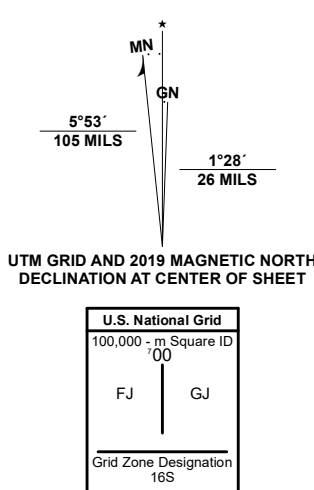 ★
MN
GN
5°53´
105 MILS
1°28´
26 MILS
UTM GRID AND 2019 MAGNETIC NORTH
DECLINATION AT CENTER OF SHEET
U.S. National Grid
100,000 - m Square ID
⁷00
FJ GJ
Grid Zone Designation
16S